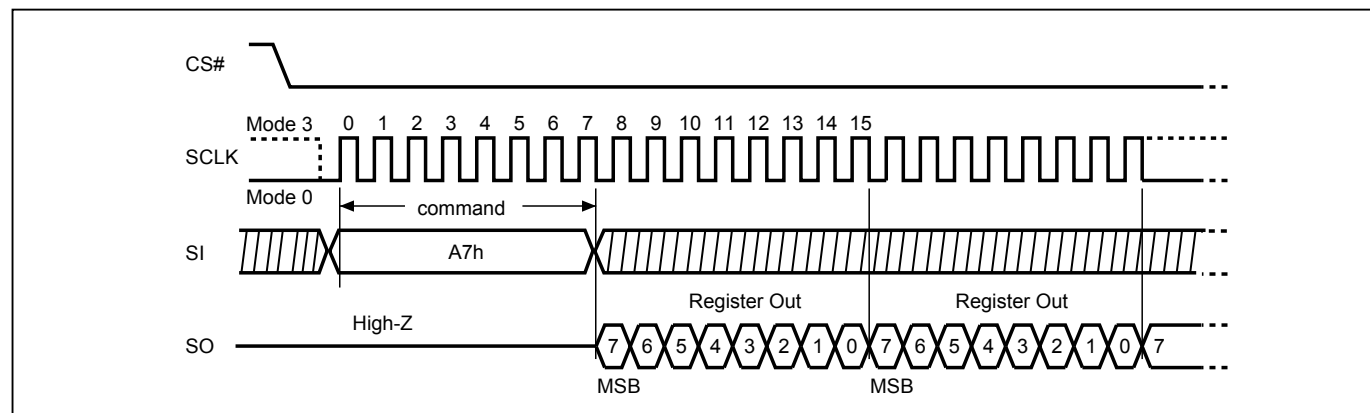 CS#
Mode 3 0 1 2 3 4 5 6 7 8 9 10 11 12 13 14 15
SCLK
Mode 0
command
SI A7h
Register Out Register Out
High-Z
SO 7 6 5 4 3 2 1 0 7 6 5 4 3 2 1 0 7
MSB MSB